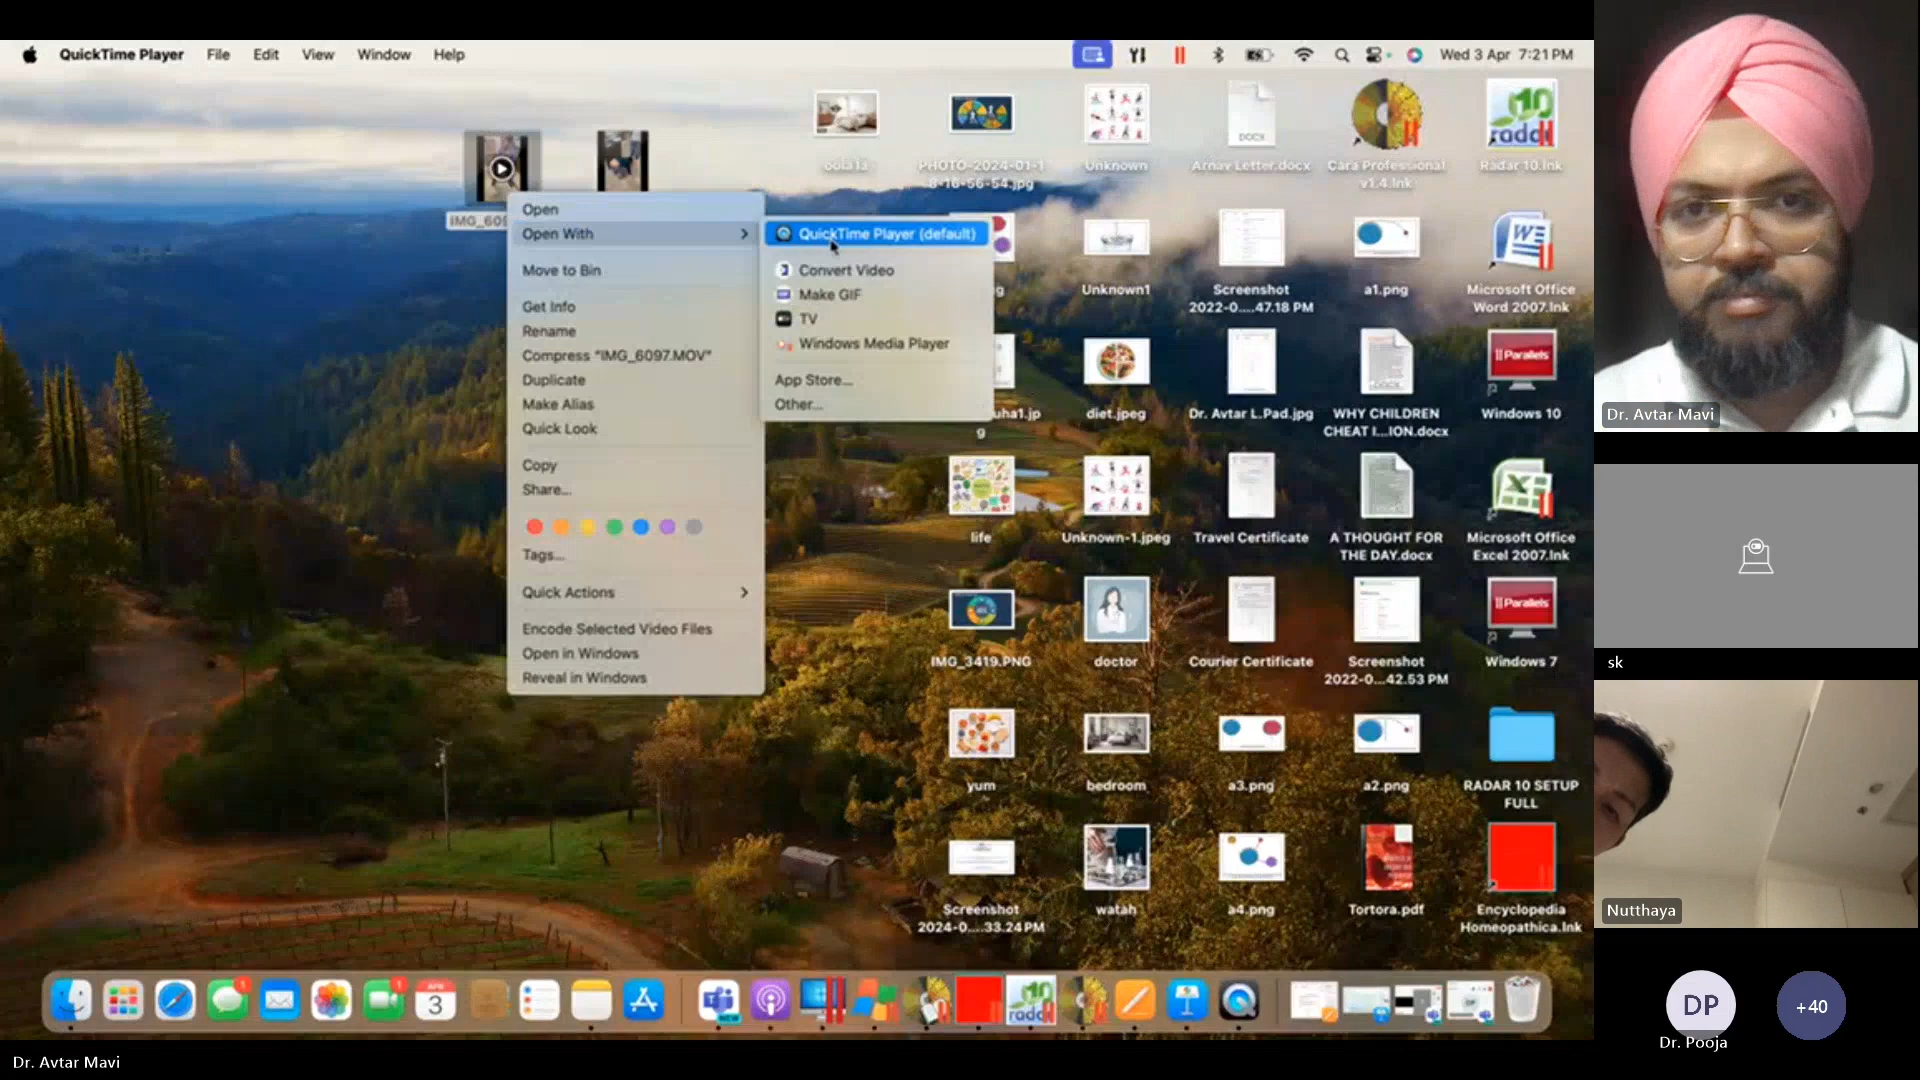 QuickTime Player File Edit View Window Help
Wed 3 Apr 7:21 PM
PHOTO-2024-01-1
8-16-56-54.jpg
Unknown
DOCX
Arnav Letter.docx
Cara Professional
v1.4.lnk
Radar 10.lnk
Open
Open With
Move to Bin
Get Info
Rename
Compress "IMG_6097.MOV"
Duplicate
Make Alias
Quick Look
Copy
Share...
Tags...
Quick Actions
Encode Selected Video Files
Open in Windows
Reveal in Windows
QuickTime Player (default)
Convert Video
Make GIF
TV
Windows Media Player
App Store...
Other...
Unknown1
Screenshot
2022-0....47.18 PM
a1.png
Microsoft Office
Word 2007.lnk
diet.jpeg
Dr. Avtar L.Pad.jpg
WHY CHILDREN
CHEAT I...ION.docx
Parallels
Windows 10
life
Unknown-1.jpeg
Travel Certificate
A THOUGHT FOR
THE DAY.docx
Microsoft Office
Excel 2007.lnk
IMG_3419.PNG
doctor
Courier Certificate
Screenshot
2022-0...42.53 PM
Parallels
Windows 7
yum
bedroom
a3.png
a2.png
RADAR 10 SETUP
FULL
Screenshot
2024-0....33.24 PM
watah
a4.png
Tortora.pdf
Encyclopedia
Homeopathica.lnk
APR
3
NEW
Dr. Avtar Mavi
Dr. Avtar Mavi
sk
Nutthaya
DP
+40
Dr. Pooja